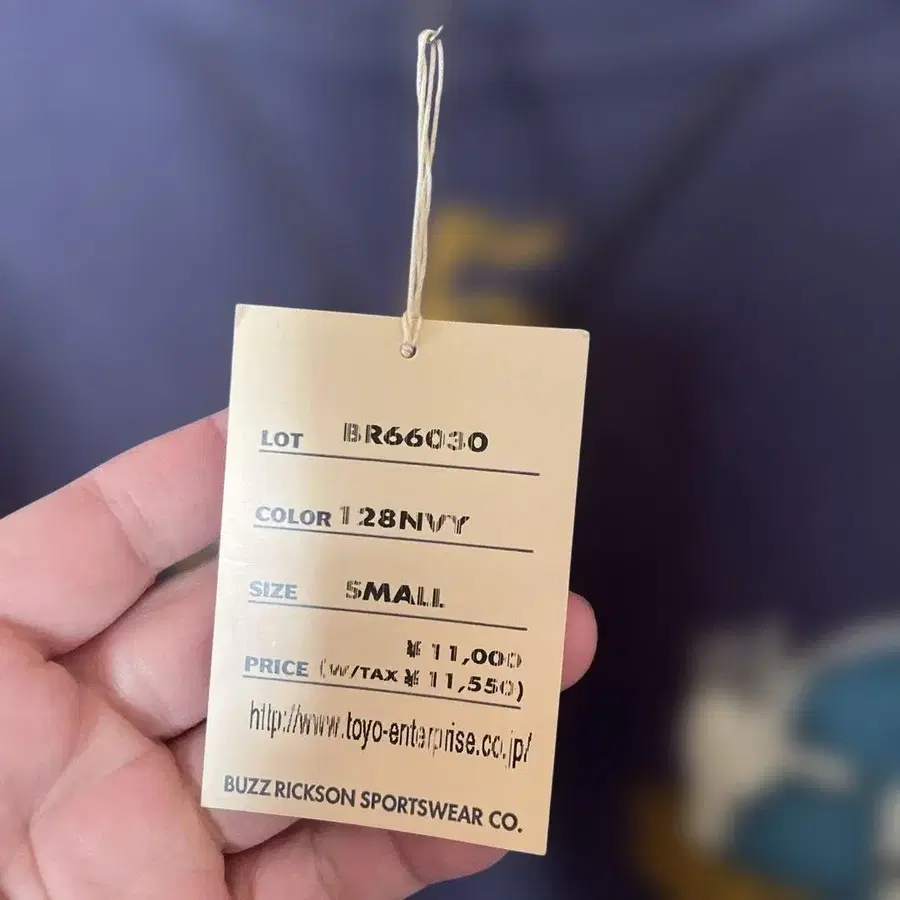 LOT BR66030
COLOR 128NVY
SIZE SMALL
¥ 11,000
PRICE (W/TAX ¥ 11,550)
http://www.toyo-enterprise.co.jp/
BUZZ RICKSON SPORTSWEAR CO.